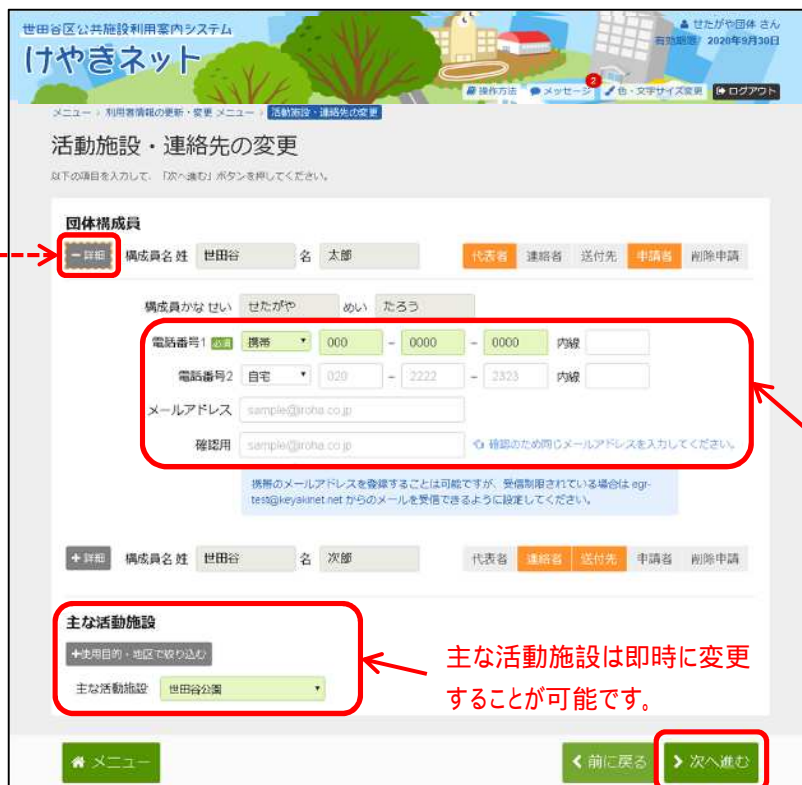 世田谷区公共施設利用案内システム
けやきネット
せたがや団体 さん
有効期限 2020年9月30日
操作方法 メッセージ 2 色・文字サイズ変更 ログアウト
メニュー › 利用者情報の更新・変更メニュー › 活動施設・連絡先の変更
活動施設・連絡先の変更
以下の項目を入力して、「次へ進む」ボタンを押してください。
団体構成員
－詳細 構成員名 姓 世田谷 名 太郎 代表者 連絡者 送付先 申請者 削除申請
構成員かな せい せたがや めい たろう
電話番号1 必須 携帯 000 - 0000 - 0000 内線
電話番号2 自宅 020 - 2222 - 2323 内線
メールアドレス sample@iroha.co.jp
確認用 sample@iroha.co.jp 確認のため同じメールアドレスを入力してください。
携帯のメールアドレスを登録することは可能ですが、受信制限されている場合は egr-
test@keyakinet.net からのメールを受信できるように設定してください。
＋詳細 構成員名 姓 世田谷 名 次郎 代表者 連絡者 送付先 申請者 削除申請
主な活動施設
＋使用目的・地区で絞り込む
主な活動施設 世田谷公園
主な活動施設は即時に変更
することが可能です。
メニュー 前に戻る 次へ進む